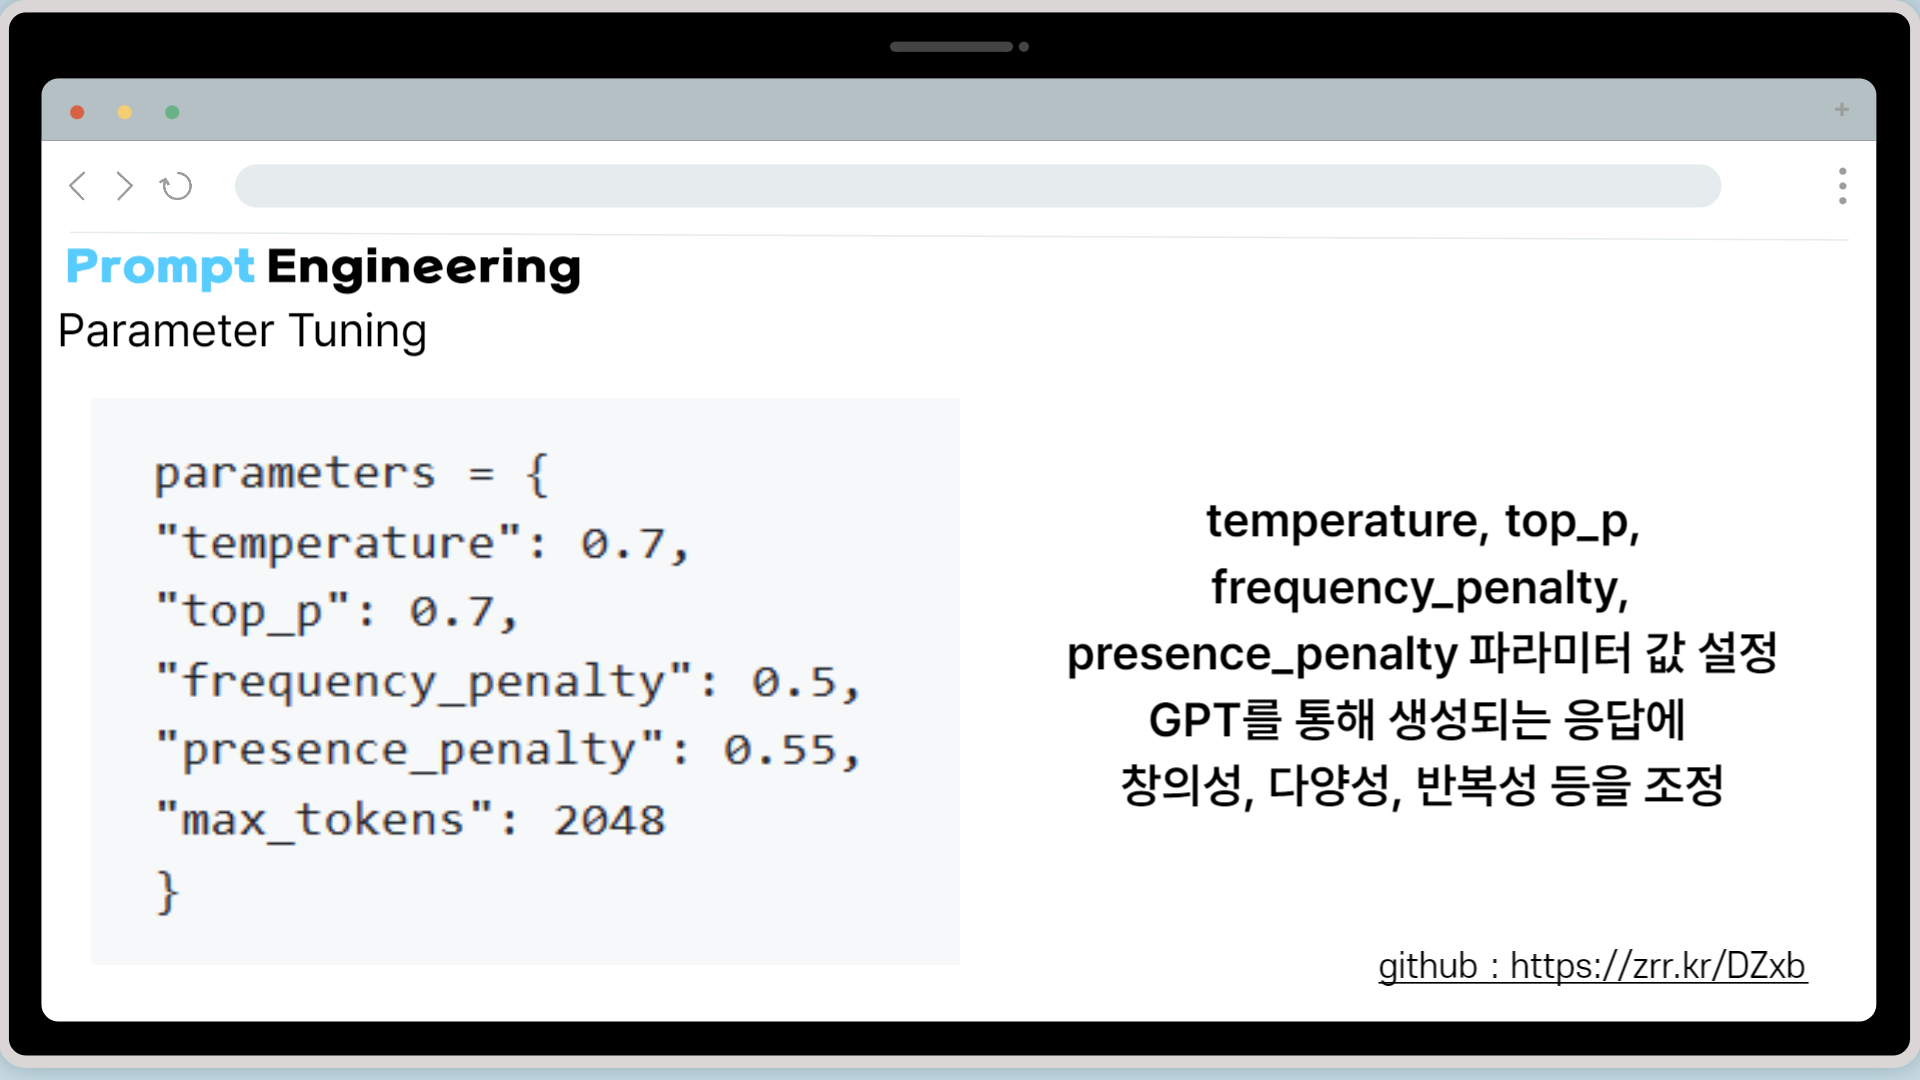 Prompt Engineering
Parameter Tuning
parameters = {
"temperature": 0.7,
"top_p": 0.7,
"frequency_penalty": 0.5,
"presence_penalty": 0.55,
"max_tokens": 2048
}
temperature, top_p,
frequency_penalty,
presence_penalty 파라미터 값 설정
GPT를 통해 생성되는 응답에
창의성, 다양성, 반복성 등을 조정
github : https://zrr.kr/DZxb